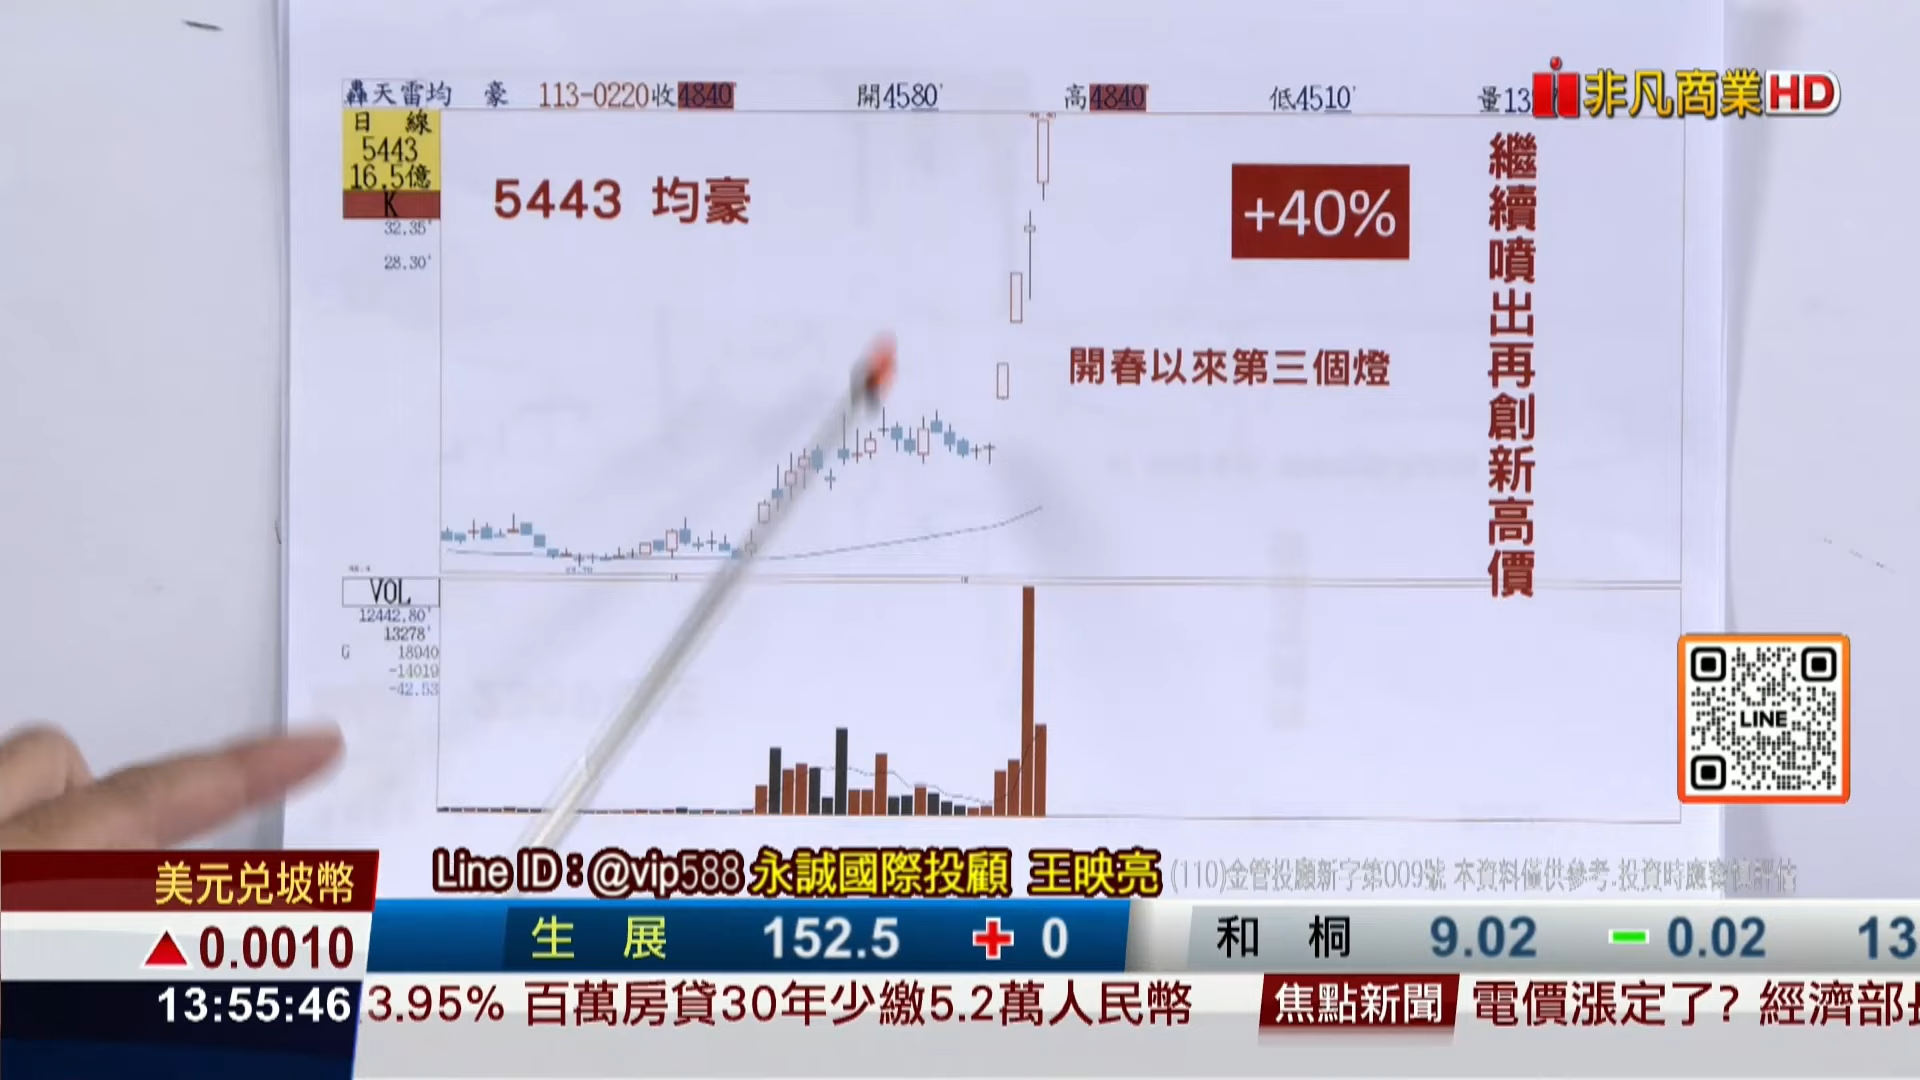 轟天雷均 豪 113-0220收4840 開4580 高4840 低4510 量13
非凡商業HD
日 線
5443
16.5億
K
32.35
28.30
5443 均豪
+40%
開春以來第三個燈
繼續噴出再創新高價
VOL
12442.80
13278
G 18940
-14019
-42.53
LINE
Line ID：@vip588 永誠國際投顧 王映亮 (110)金管投顧新字第009號 本資料僅供參考.投資時應審慎評估
美元兑坡幣
▲0.0010
生 展 152.5 + 0 和 桐 9.02 - 0.02 13
13:55:46
3.95% 百萬房貸30年少繳5.2萬人民幣 焦點新聞 電價漲定了? 經濟部長